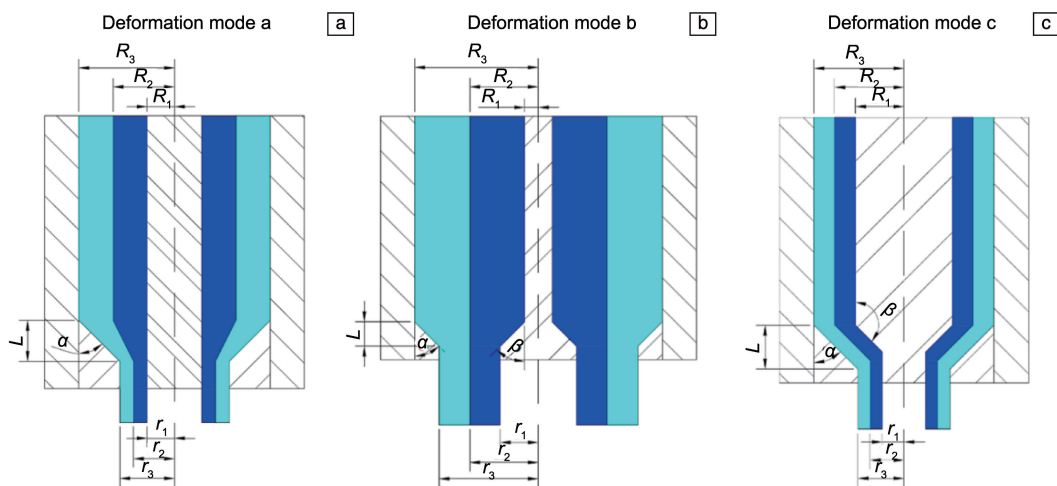 Deformation mode a
a
R3
R2
R1
L
α
r1
r2
r3
Deformation mode b
b
R3
R2
R1
L
α
β
r1
r2
r3
Deformation mode c
c
R3
R2
R1
β
L
α
r1
r2
r3